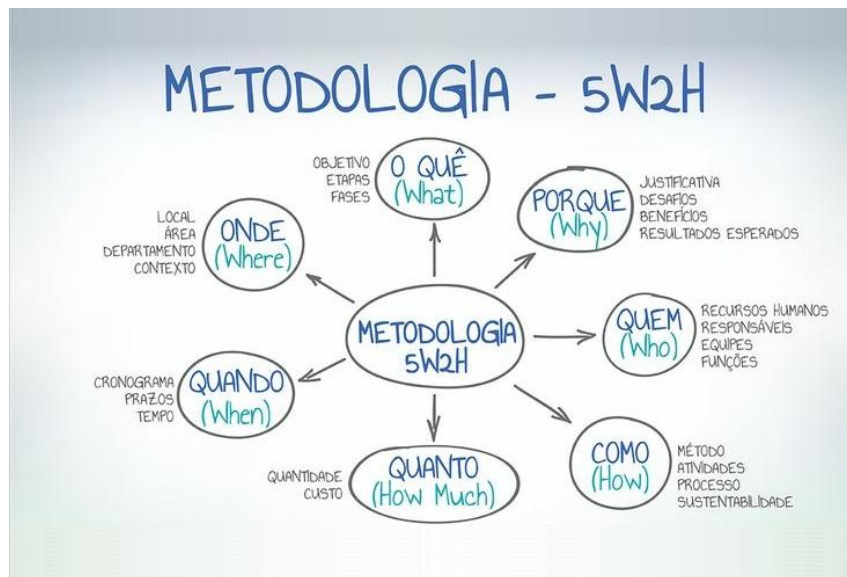 METODOLOGIA - 5W2H
OBJETIVO
ETAPAS
FASES
O QUÊ
(What)
PORQUE
(Why)
JUSTIFICATIVA
DESAFIOS
BENEFÍCIOS
RESULTADOS ESPERADOS
LOCAL
ÁREA
DEPARTAMENTO
CONTEXTO
ONDE
(Where)
METODOLOGIA
5W2H
QUEM
(Who)
RECURSOS HUMANOS
RESPONSÁVEIS
EQUIPES
FUNÇÕES
CRONOGRAMA
PRAZOS
TEMPO
QUANDO
(When)
QUANTIDADE
CUSTO
QUANTO
(How Much)
COMO
(How)
MÉTODO
ATIVIDADES
PROCESSO
SUSTENTABILIDADE